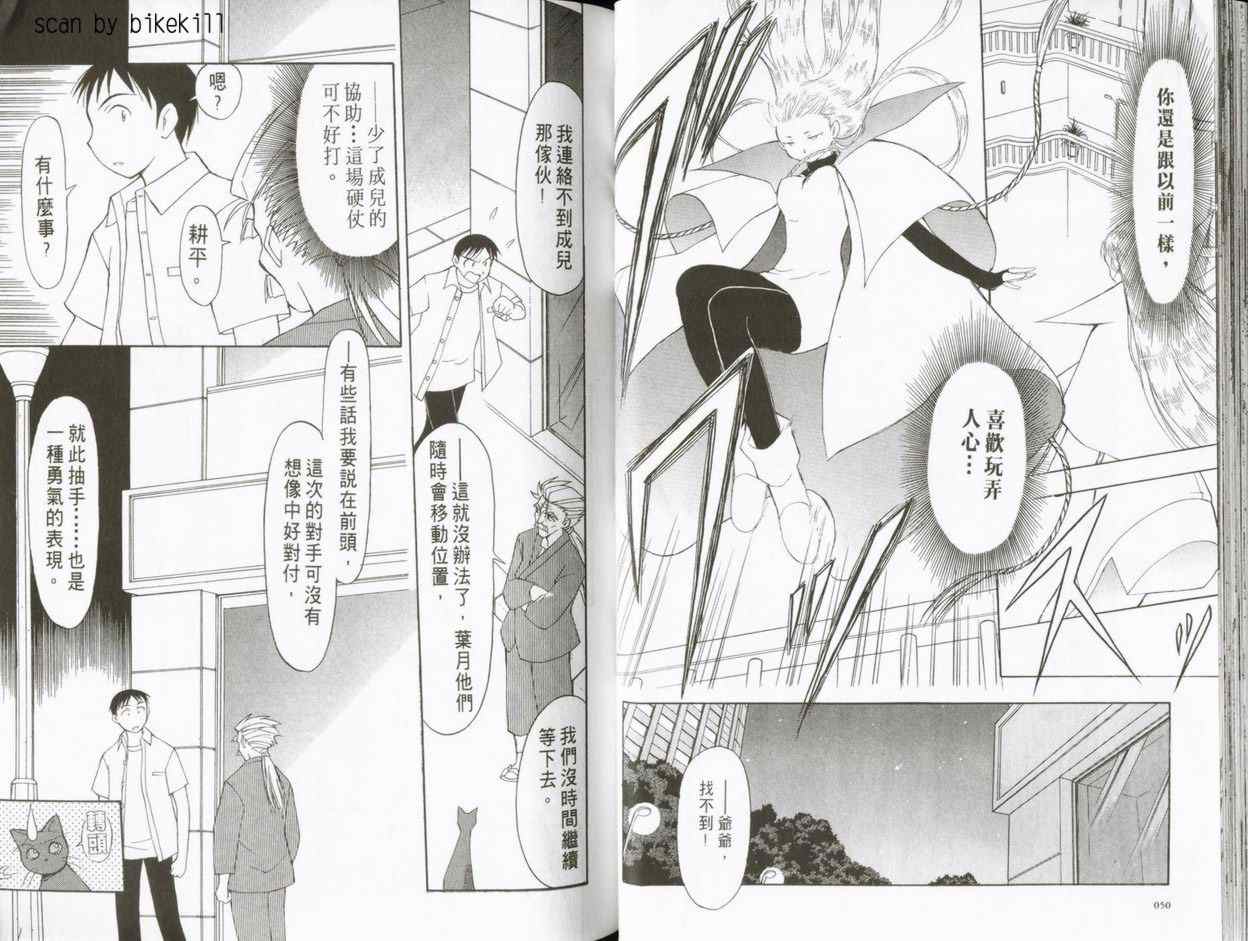 scan by bikekill
你還是跟以前一樣，
喜歡玩弄
人心…
——爺爺，
找不到！
050
我連絡不到成兒
那傢伙！
——這就沒辦法了，葉月他們
隨時會移動位置，
我們沒時間繼續
等下去。
——少了成兒的
協助…這場硬仗
可不好打。
耕平。
嗯？
有什麼事？
—有些話我要說在前頭，
這次的對手可沒有
想像中好對付，
就此抽手……也是
一種勇氣的表現。
轉頭